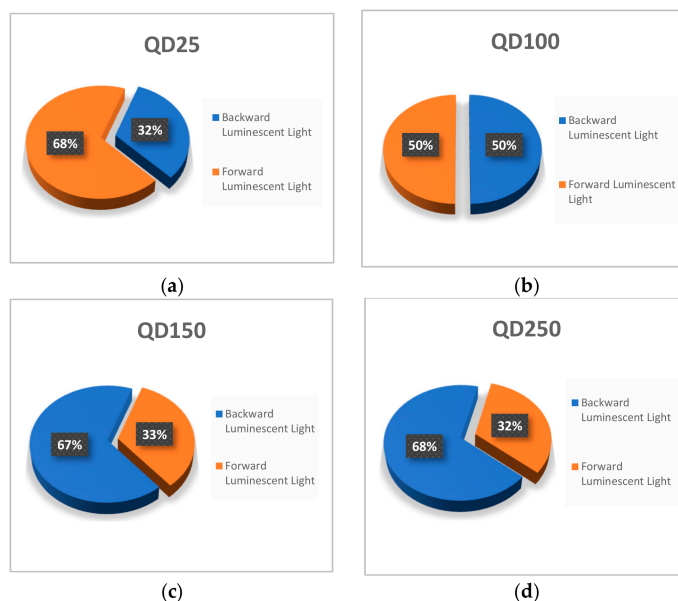 QD25
68%
32%
Backward
Luminescent Light
Forward
Luminescent Light
(a)
QD100
50%
50%
Backward
Luminescent Light
Forward Luminescent
Light
(b)
QD150
67%
33%
Backward
Luminescent Light
Forward
Luminescent Light
(c)
QD250
68%
32%
Backward
Luminescent Light
Forward
Luminescent Light
(d)